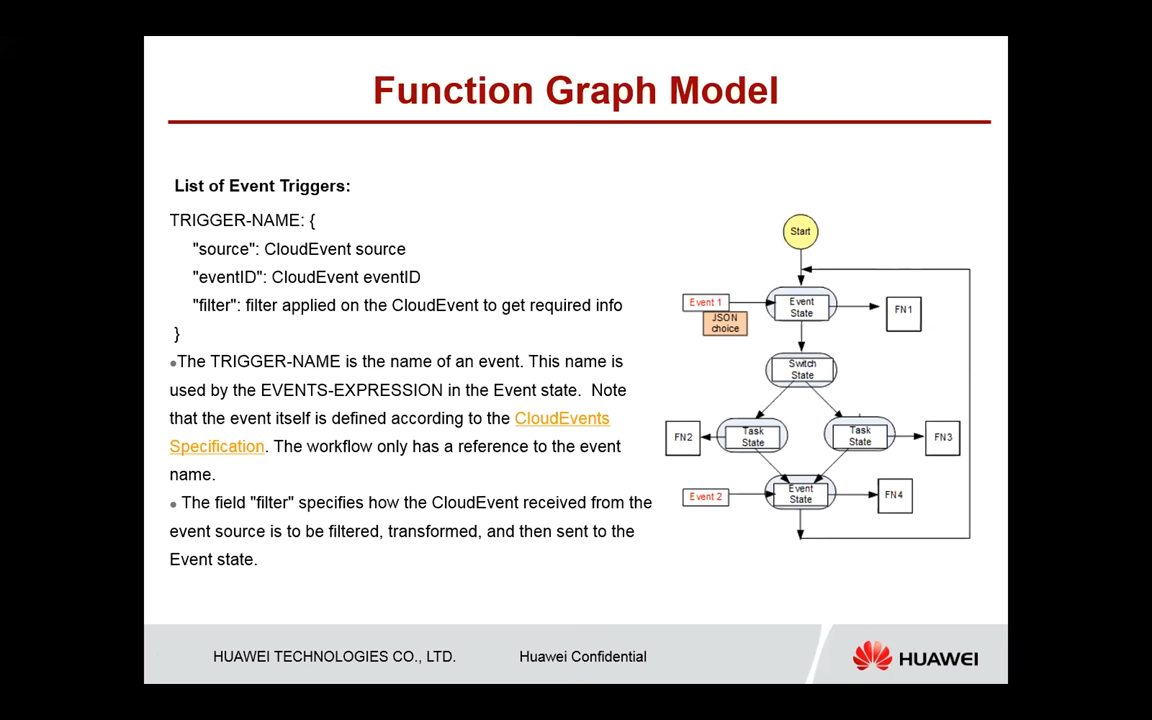 Function Graph Model
List of Event Triggers:
TRIGGER-NAME: {
"source": CloudEvent source
"eventID": CloudEvent eventID
"filter": filter applied on the CloudEvent to get required info
}
●The TRIGGER-NAME is the name of an event. This name is
used by the EVENTS-EXPRESSION in the Event state. Note
that the event itself is defined according to the CloudEvents
Specification. The workflow only has a reference to the event
name.
● The field "filter" specifies how the CloudEvent received from the
event source is to be filtered, transformed, and then sent to the
Event state.
Start
Event 1
JSON
choice
Event
State
FN1
Switch
State
FN2
Task
State
Task
State
FN3
Event 2
Event
State
FN4
HUAWEI TECHNOLOGIES CO., LTD.
Huawei Confidential
HUAWEI